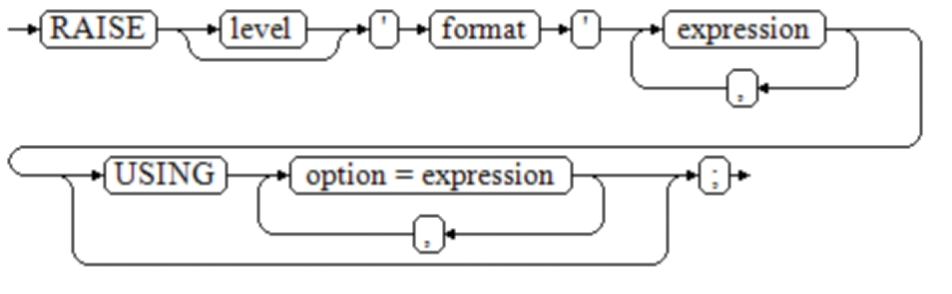 RAISE level ' format ' expression
,
USING option = expression ;
,